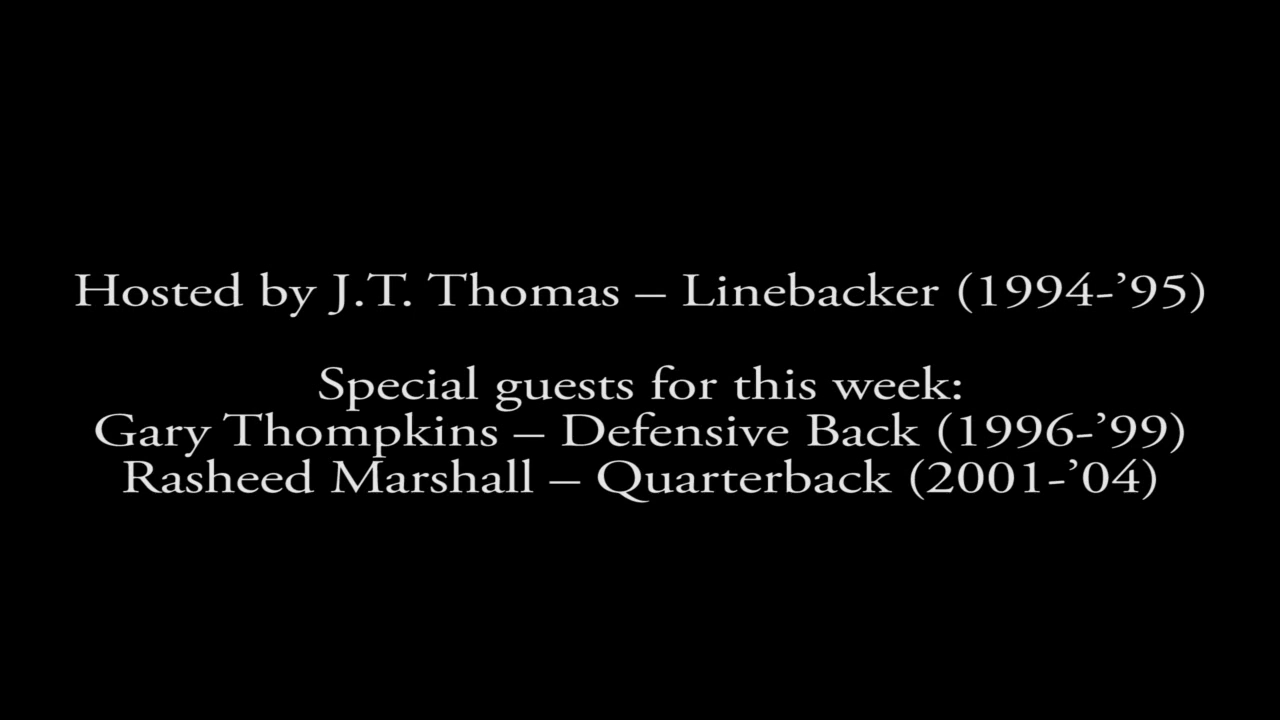 Hosted by J.T. Thomas – Linebacker (1994-’95)
Special guests for this week:
Gary Thompkins – Defensive Back (1996-’99)
Rasheed Marshall – Quarterback (2001-’04)